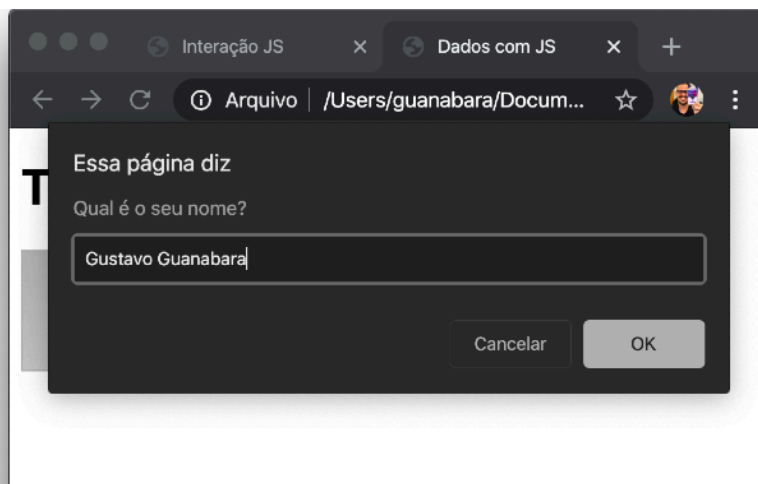 Interação JS
Dados com JS
Arquivo
/Users/guanabara/Docum...
Essa página diz
T
Qual é o seu nome?
Gustavo Guanabara
Cancelar
OK